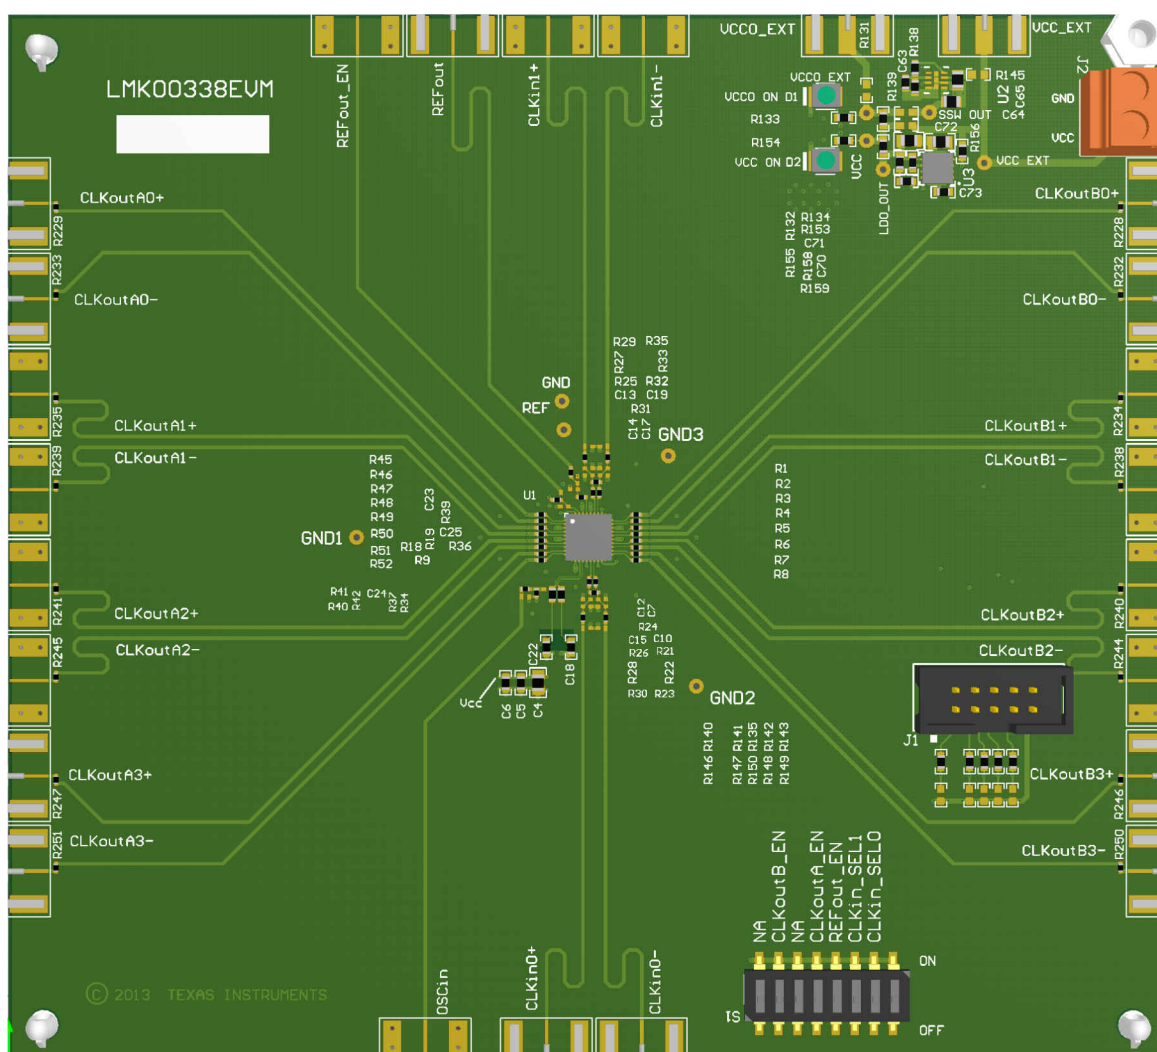 VCCO_EXT
R131
VCC_EXT
LMK00338EVM
REFout_EN
REFout
CLKin1+
CLKin1-
VCCO EXT
VCCO ON D1
R139
C63
R138
U2
R145
C65
SSW OUT
C64
J2
GND
VCC
R133
R154
VCC ON D2
VCC
C72
R156
U3
VCC EXT
LDO_OUT
C73
R132
R134
R153
C71
R155
R158
C70
R159
CLKoutA0+
R229
R233
CLKoutA0-
CLKoutB0+
R228
R232
CLKoutB0-
R29
R35
R27
R33
R25
R32
C13
C19
R31
C14
C17
GND
REF
GND3
R235
CLKoutA1+
R239
CLKoutA1-
R234
CLKoutB1+
R238
CLKoutB1-
R45
R46
R47
R48
R49
R50
R51
R52
C23
R39
R19
C25
R18
R36
R9
GND1
U1
R1
R2
R3
R4
R5
R6
R7
R8
R41
R42
C24
R40
R37
R34
R241
CLKoutA2+
R245
CLKoutA2-
R240
CLKoutB2+
R244
CLKoutB2-
C12
C7
R24
C15
C10
R26
R21
R28
R22
R30
R23
GND2
C22
C18
Vcc
C6
C5
C4
J1
R146
R140
R147
R141
R150
R135
R148
R142
R149
R143
CLKoutA3+
R247
R251
CLKoutA3-
CLKoutB3+
R246
R250
CLKoutB3-
NA
CLKoutB_EN
NA
CLKoutA_EN
REFout_EN
CLKin_SEL1
CLKin_SEL0
ON
S1
OFF
© 2013 TEXAS INSTRUMENTS
OSCin
CLKin0+
CLKin0-